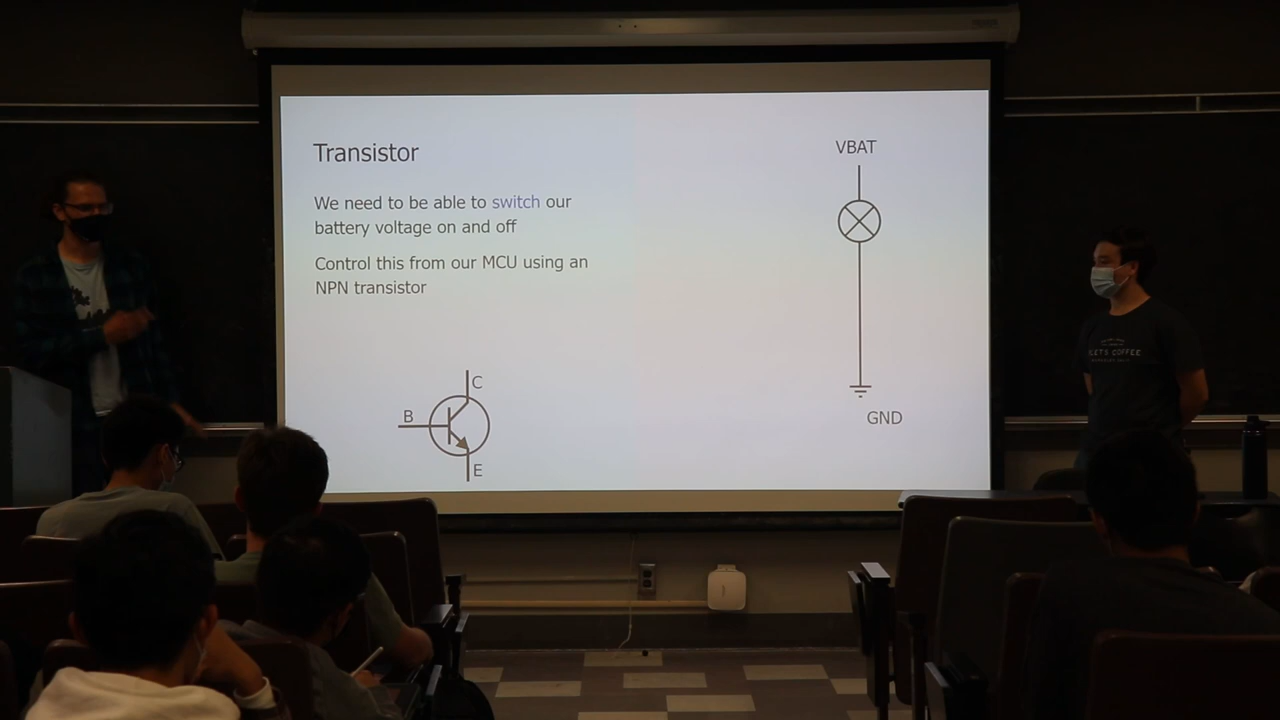 Transistor
We need to be able to switch our
battery voltage on and off
Control this from our MCU using an
NPN transistor
C
B
E
VBAT
GND
COFFEE